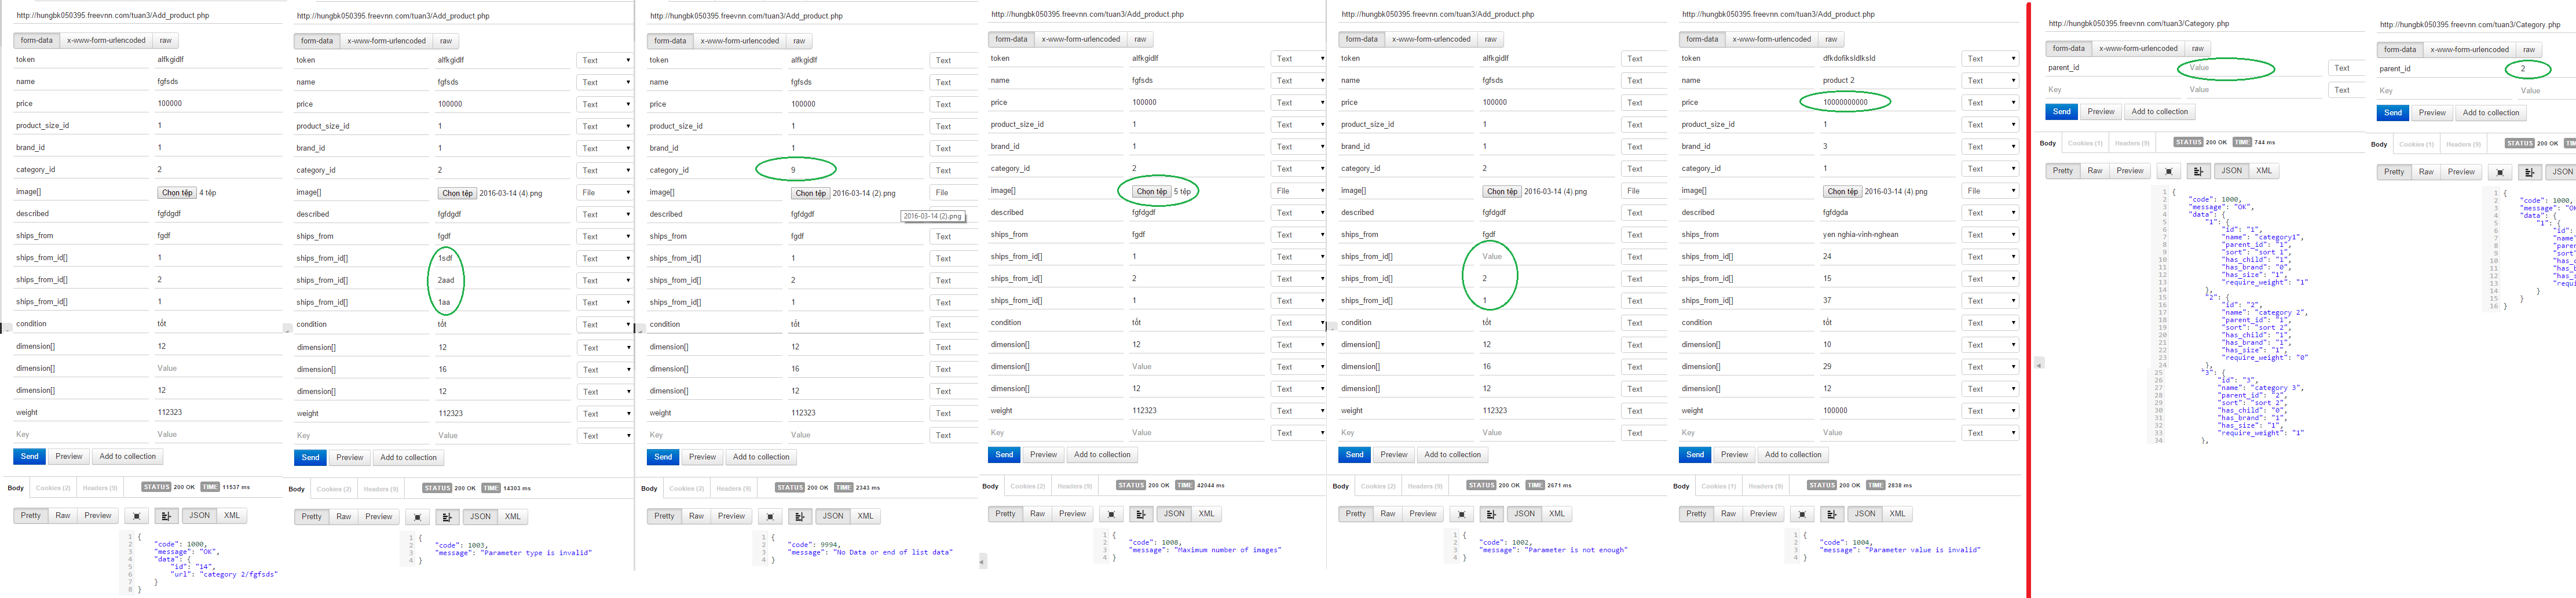 http://hungbk050395.freevnn.com/tuan3/Add_product.php
form-data x-www-form-urlencoded raw
token alfkgidlf
name fgfsds
price 100000
product_size_id 1
brand_id 1
category_id 2
image[] Chọn tệp 4 tệp
described fgfdgdf
ships_from fgdf
ships_from_id[] 1
ships_from_id[] 2
ships_from_id[] 1
condition tốt
dimension[] 12
dimension[] Value
dimension[] 12
weight 112323
Key Value
Send Preview Add to collection
Body Cookies (2) Headers (9) STATUS 200 OK TIME 11537 ms
Pretty Raw Preview JSON XML
1 {
2 "code": 1000,
3 "message": "OK",
4 "data": {
5 "id": "14",
6 "url": "category 2/fgfsds"
7 }
8 }
http://hungbk050395.freevnn.com/tuan3/Add_product.php
form-data x-www-form-urlencoded raw
token alfkgidlf Text
name fgfsds Text
price 100000 Text
product_size_id 1 Text
brand_id 1 Text
category_id 2 Text
image[] Chọn tệp 2016-03-14 (4).png File
described fgfdgdf Text
ships_from fgdf Text
ships_from_id[] 1sdf Text
ships_from_id[] 2aad Text
ships_from_id[] 1aa Text
condition tốt Text
dimension[] 12 Text
dimension[] 16 Text
dimension[] 12 Text
weight 112323 Text
Key Value Text
Send Preview Add to collection
Body Cookies (2) Headers (9) STATUS 200 OK TIME 14303 ms
Pretty Raw Preview JSON XML
1 {
2 "code": 1003,
3 "message": "Parameter type is invalid"
4 }
http://hungbk050395.freevnn.com/tuan3/Add_product.php
form-data x-www-form-urlencoded raw
token alfkgidlf Text
name fgfsds Text
price 100000 Text
product_size_id 1 Text
brand_id 1 Text
category_id 9 Text
image[] Chọn tệp 2016-03-14 (2).png File
described fgfdgdf 2016-03-14 (2).png
ships_from fgdf Text
ships_from_id[] 1 Text
ships_from_id[] 2 Text
ships_from_id[] 1 Text
condition tốt Text
dimension[] 12 Text
dimension[] 16 Text
dimension[] 12 Text
weight 112323 Text
Key Value Text
Send Preview Add to collection
Body Cookies (2) Headers (9) STATUS 200 OK TIME 2343 ms
Pretty Raw Preview JSON XML
1 {
2 "code": 9994,
3 "message": "No Data or end of list data"
4 }
http://hungbk050395.freevnn.com/tuan3/Add_product.php
form-data x-www-form-urlencoded raw
token alfkgidlf Text
name fgfsds Text
price 100000 Text
product_size_id 1 Text
brand_id 1 Text
category_id 2 Text
image[] Chọn tệp 5 tệp File
described fgfdgdf Text
ships_from fgdf Text
ships_from_id[] 1 Text
ships_from_id[] 2 Text
ships_from_id[] 1 Text
condition tốt Text
dimension[] 12 Text
dimension[] Value Text
dimension[] 12 Text
weight 112323 Text
Key Value Text
Send Preview Add to collection
Body Cookies (2) Headers (9) STATUS 200 OK TIME 42044 ms
Pretty Raw Preview JSON XML
1 {
2 "code": 1008,
3 "message": "Maximum number of images"
4 }
http://hungbk050395.freevnn.com/tuan3/Add_product.php
form-data x-www-form-urlencoded raw
token alfkgidlf Text
name fgfsds Text
price 100000 Text
product_size_id 1 Text
brand_id 1 Text
category_id 2 Text
image[] Chọn tệp 2016-03-14 (4).png File
described fgfdgdf Text
ships_from fgdf Text
ships_from_id[] Value Text
ships_from_id[] 2 Text
ships_from_id[] 1 Text
condition tốt Text
dimension[] 12 Text
dimension[] 16 Text
dimension[] 12 Text
weight 112323 Text
Key Value Text
Send Preview Add to collection
Body Cookies (2) Headers (9) STATUS 200 OK TIME 2671 ms
Pretty Raw Preview JSON XML
1 {
2 "code": 1002,
3 "message": "Parameter is not enough"
4 }
http://hungbk050395.freevnn.com/tuan3/Add_product.php
form-data x-www-form-urlencoded raw
token dfkdofiksldlksld Text
name product 2 Text
price 10000000000 Text
product_size_id 1 Text
brand_id 3 Text
category_id 1 Text
image[] Chọn tệp 2016-03-14 (4).png File
described fgfdgda Text
ships_from yen nghia-vinh-nghean Text
ships_from_id[] 24 Text
ships_from_id[] 15 Text
ships_from_id[] 37 Text
condition tốt Text
dimension[] 10 Text
dimension[] 29 Text
dimension[] 12 Text
weight 100000 Text
Key Value Text
Send Preview Add to collection
Body Cookies (1) Headers (9) STATUS 200 OK TIME 2838 ms
Pretty Raw Preview JSON XML
1 {
2 "code": 1004,
3 "message": "Parameter value is invalid"
4 }
http://hungbk050395.freevnn.com/tuan3/Category.php
form-data x-www-form-urlencoded raw
parent_id Value Text
Key Value Text
Send Preview Add to collection
Body Cookies (1) Headers (9) STATUS 200 OK TIME 744 ms
Pretty Raw Preview JSON XML
1 {
2 "code": 1000,
3 "message": "OK",
4 "data": {
5 "1": {
6 "id": "1",
7 "name": "category1",
8 "parent_id": "1",
9 "sort": "sort 1",
10 "has_child": "1",
11 "has_brand": "0",
12 "has_size": "1",
13 "require_weight": "1"
14 },
15 "2": {
16 "id": "2",
17 "name": "category 2",
18 "parent_id": "1",
19 "sort": "sort 2",
20 "has_child": "1",
21 "has_brand": "1",
22 "has_size": "1",
23 "require_weight": "0"
24 },
25 "3": {
26 "id": "3",
27 "name": "category 3",
28 "parent_id": "2",
29 "sort": "sort 2",
30 "has_child": "0",
31 "has_brand": "1",
32 "has_size": "1",
33 "require_weight": "1"
34 },
http://hungbk050395.freevnn.com/tuan3/Category.php
form-data x-www-form-urlencoded raw
parent_id 2
Key Value
Send Preview Add to collection
Body Cookies (1) Headers (9) STATUS 200 OK
Pretty Raw Preview JSON
1 {
2 "code": 1000,
3 "message": "OK
4 "data": {
5 "1": {
6 "id":
7 "name
8 "pare
9 "sort
10 "has_c
11 "has_b
12 "has_s
13 "requi
14 }
15 }
16 }